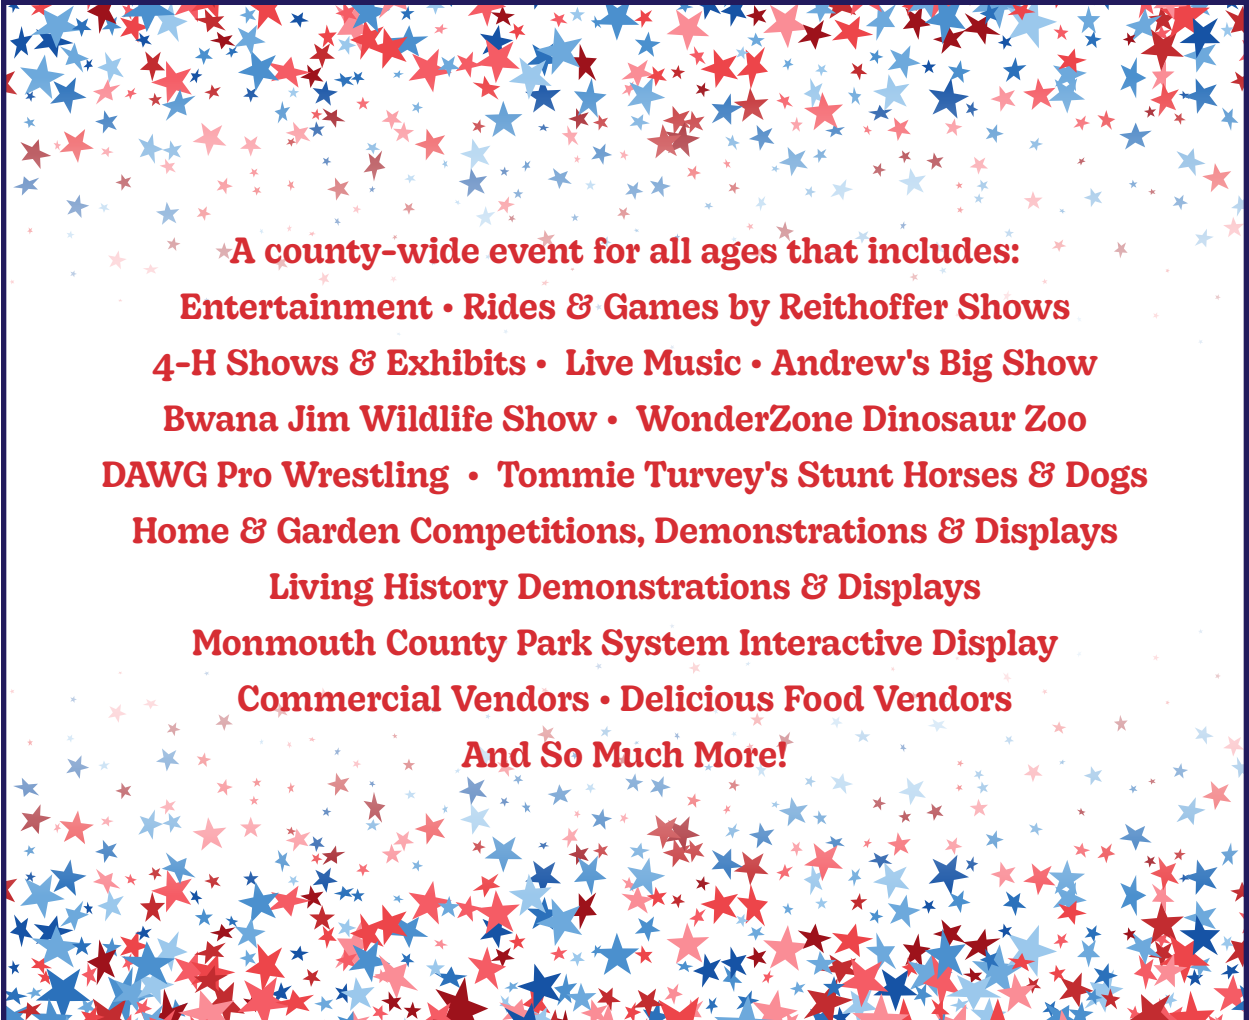 A county-wide event for all ages that includes:
Entertainment • Rides & Games by Reithoffer Shows
4-H Shows & Exhibits • Live Music • Andrew's Big Show
Bwana Jim Wildlife Show • WonderZone Dinosaur Zoo
DAWG Pro Wrestling • Tommie Turvey's Stunt Horses & Dogs
Home & Garden Competitions, Demonstrations & Displays
Living History Demonstrations & Displays
Monmouth County Park System Interactive Display
Commercial Vendors • Delicious Food Vendors
And So Much More!